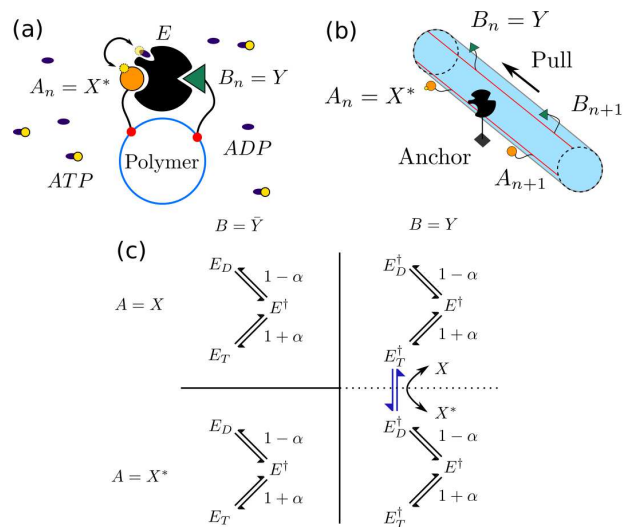 (a)
E
A_n = X*
B_n = Y
Polymer
ATP
ADP
(b)
B_n = Y
Pull
A_n = X*
B_{n+1}
Anchor
A_{n+1}
(c)
B = Ȳ
B = Y
A = X
E_D
1 − α
E†
1 + α
E_T
E_D†
1 − α
E†
1 + α
E_T†
X
X*
A = X*
E_D
1 − α
E†
1 + α
E_T
E_D†
1 − α
E†
1 + α
E_T†